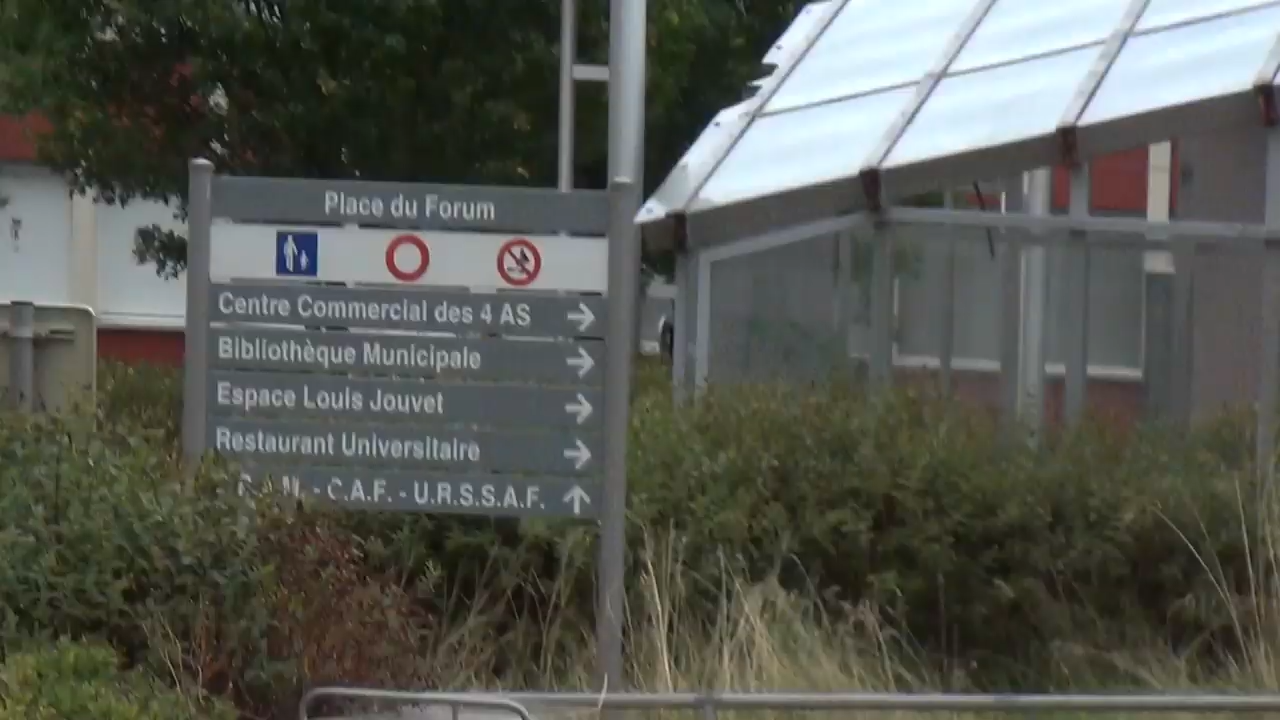 Place du Forum
Centre Commercial des 4 AS
Bibliothèque Municipale
Espace Louis Jouvet
Restaurant Universitaire
- C.A.F. - U.R.S.S.A.F.